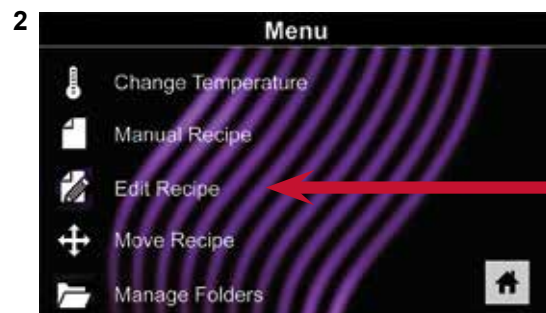 2
Menu
Change Temperature
Manual Recipe
Edit Recipe
Move Recipe
Manage Folders